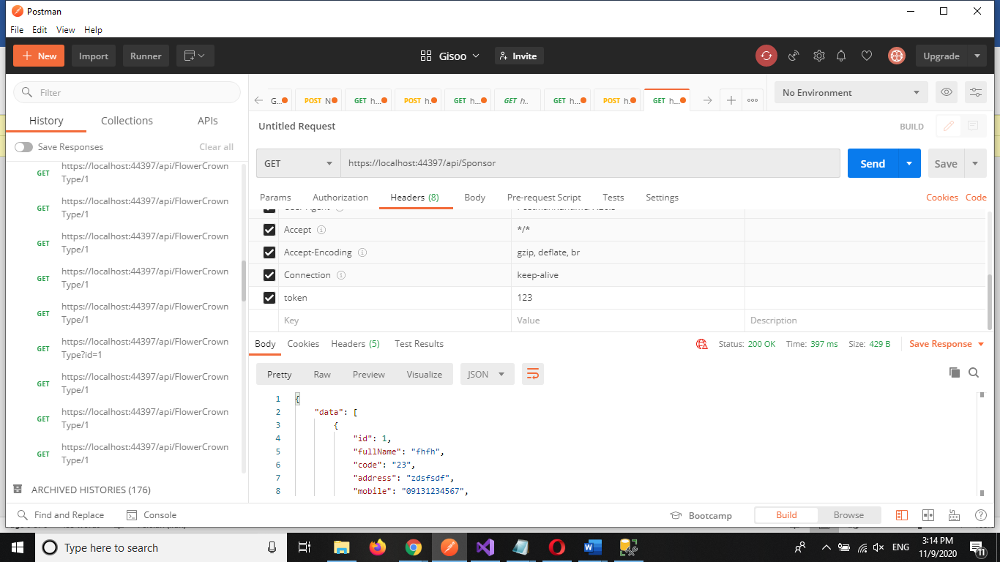 Postman
File Edit View Help
New Import Runner Gisoo Invite Upgrade
Filter
G... POST N GET h... POST h. GET h... GET h.. GET h... POST h. GET h...
No Environment
History Collections APIs
Untitled Request BUILD
Save Responses Clear all
https://localhost:44397/api/FlowerCrown
GET
Type/1
https://localhost:44397/api/FlowerCrown
GET
Type/1
https://localhost:44397/api/FlowerCrown
GET
Type/1
https://localhost:44397/api/FlowerCrown
GET
Type/1
https://localhost:44397/api/FlowerCrown
GET
Type/1
https://localhost:44397/api/FlowerCrown
GET
Type?id=1
https://localhost:44397/api/FlowerCrown
GET
Type/1
https://localhost:44397/api/FlowerCrown
GET
Type/1
https://localhost:44397/api/FlowerCrown
GET
Type/1
ARCHIVED HISTORIES (176)
GET https://localhost:44397/api/Sponsor Send Save
Params Authorization Headers (8) Body Pre-request Script Tests Settings Cookies Code
Accept */*
Accept-Encoding gzip, deflate, br
Connection keep-alive
token 123
Key Value Description
Body Cookies Headers (5) Test Results Status: 200 OK Time: 397 ms Size: 429 B Save Response
Pretty Raw Preview Visualize JSON
1 {
2 "data": [
3 {
4 "id": 1,
5 "fullName": "fhfh",
6 "code": "23",
7 "address": "zdsfsdf",
8 "mobile": "09131234567",
Find and Replace Console Bootcamp Build Browse
Type here to search
ENG
3:14 PM
11/9/2020
11